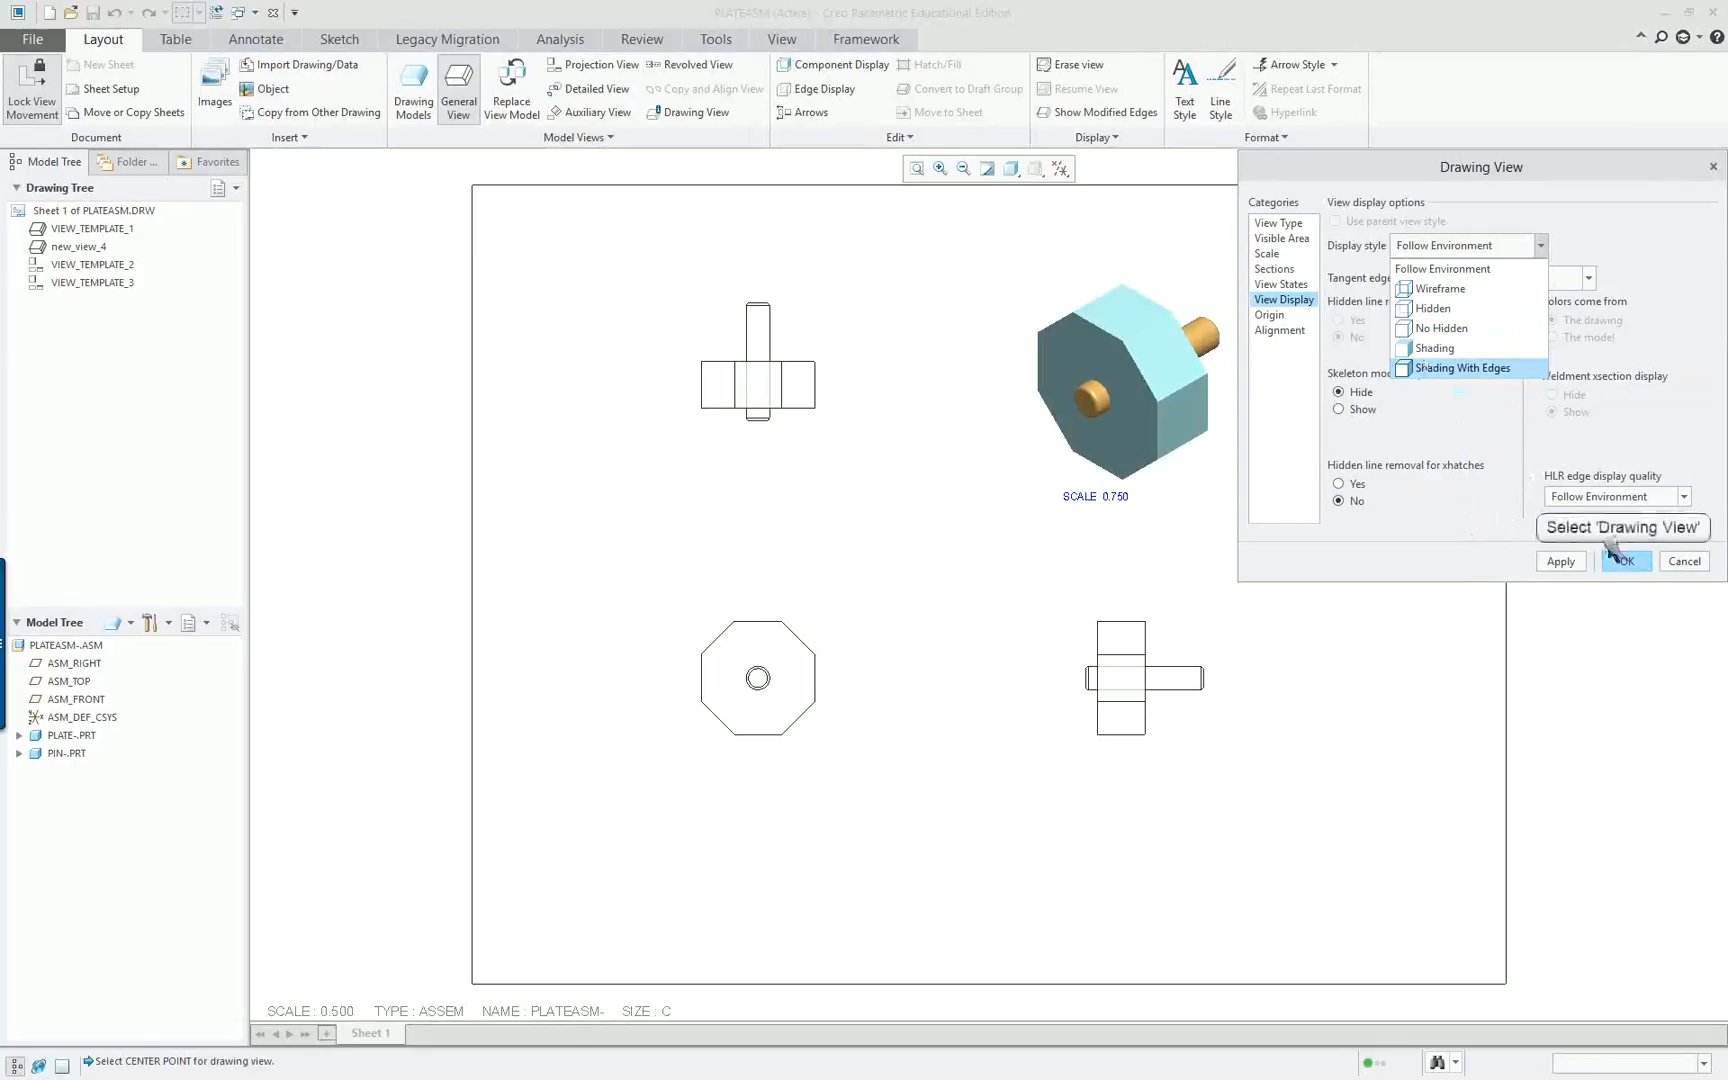 PLATEASM (Active) - Creo Parametric Educational Edition
File Layout Table Annotate Sketch Legacy Migration Analysis Review Tools View Framework
New Sheet
Sheet Setup
Move or Copy Sheets
Lock View
Movement
Document
Images
Import Drawing/Data
Object
Copy from Other Drawing
Insert
Drawing
Models
General
View
Replace
View Model
Projection View
Detailed View
Auxiliary View
Revolved View
Copy and Align View
Drawing View
Model Views
Component Display
Edge Display
Arrows
Hatch/Fill
Convert to Draft Group
Move to Sheet
Edit
Erase view
Resume View
Show Modified Edges
Display
Text
Style
Line
Style
Arrow Style
Repeat Last Format
Hyperlink
Format
Model Tree Folder ... Favorites
Drawing Tree
Sheet 1 of PLATEASM.DRW
VIEW_TEMPLATE_1
new_view_4
VIEW_TEMPLATE_2
VIEW_TEMPLATE_3
Model Tree
PLATEASM-.ASM
ASM_RIGHT
ASM_TOP
ASM_FRONT
ASM_DEF_CSYS
PLATE-.PRT
PIN-.PRT
SCALE 0.750
Drawing View
Categories
View Type
Visible Area
Scale
Sections
View States
View Display
Origin
Alignment
View display options
Use parent view style
Display style Follow Environment
Follow Environment
Wireframe
Hidden
No Hidden
Shading
Shading With Edges
Tangent edge
Hidden line r
Yes
No
olors come from
The drawing
The model
Skeleton mo
Hide
Show
Weldment xsection display
Hide
Show
Hidden line removal for xhatches
Yes
No
HLR edge display quality
Follow Environment
Select 'Drawing View'
Apply OK Cancel
SCALE : 0.500 TYPE : ASSEM NAME : PLATEASM- SIZE : C
Sheet 1
Select CENTER POINT for drawing view.